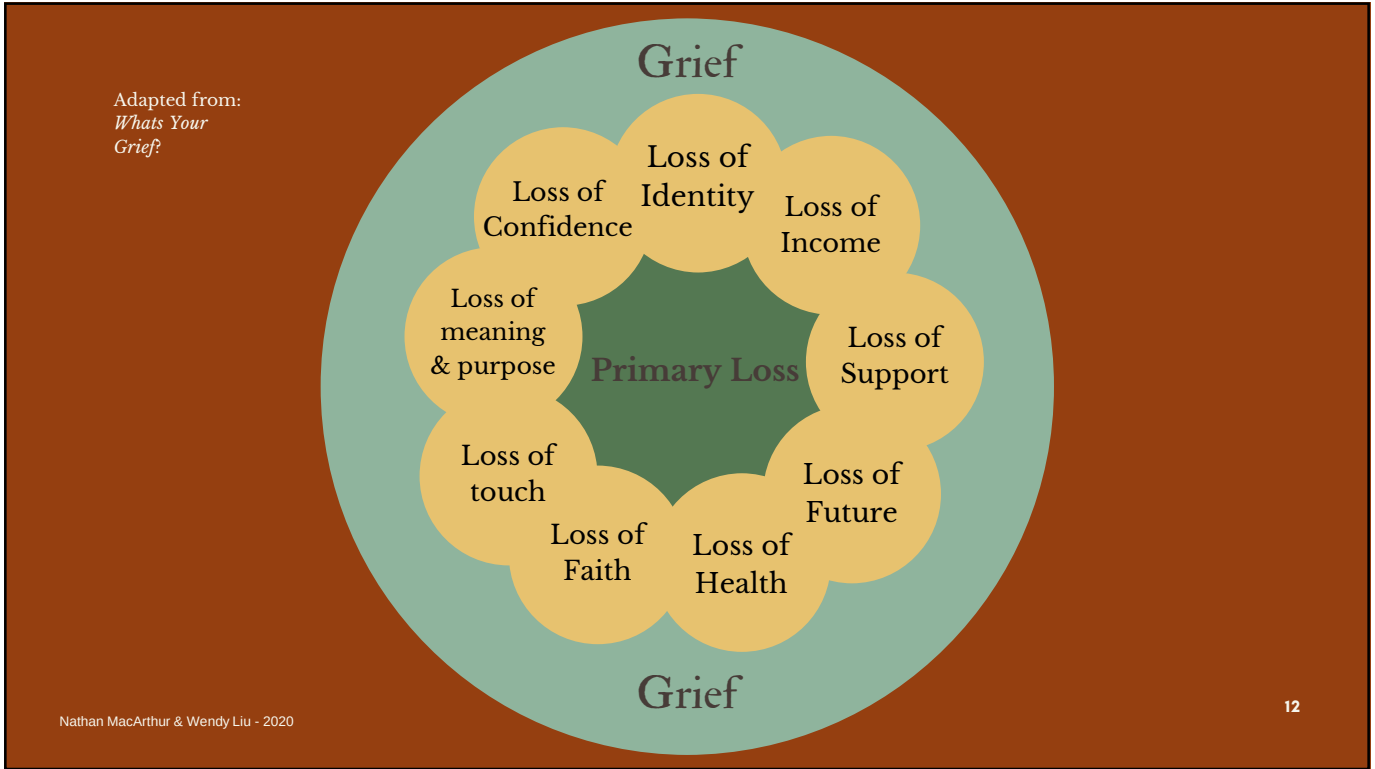 Grief
Adapted from:
Whats Your
Grief?
Loss of
Identity
Loss of
Income
Loss of
Support
Loss of
Future
Loss of
Health
Loss of
Faith
Loss of
touch
Loss of
meaning
& purpose
Loss of
Confidence
Primary Loss
Grief
Nathan MacArthur & Wendy Liu - 2020
12